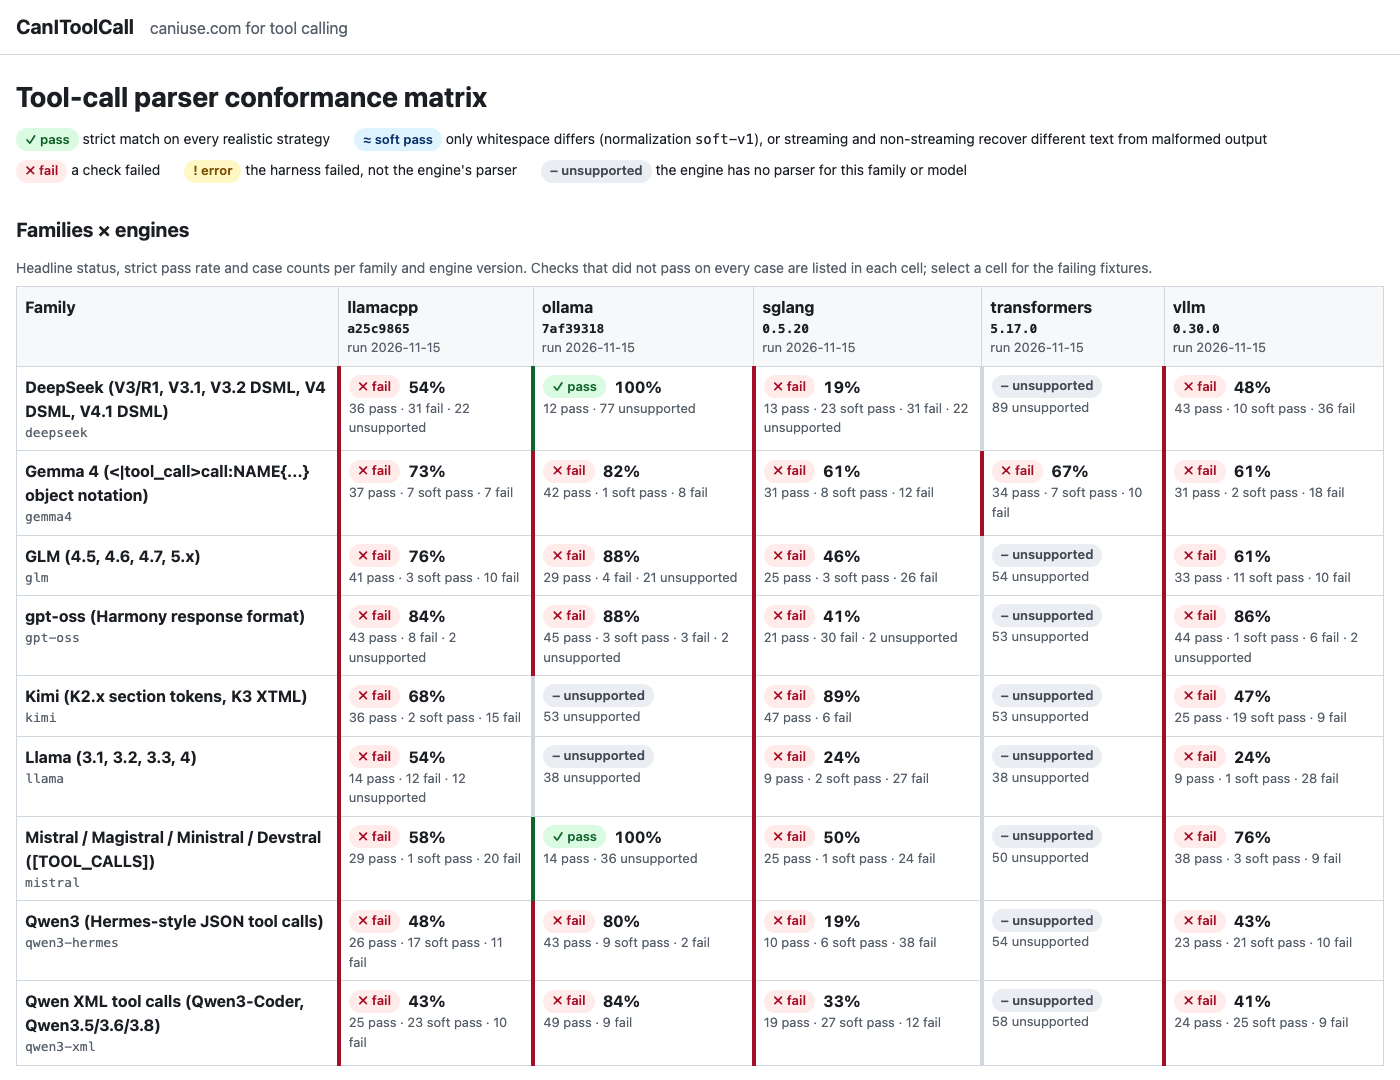 CanIToolCall caniuse.com for tool calling
Tool-call parser conformance matrix
✓ pass strict match on every realistic strategy ≈ soft pass only whitespace differs (normalization soft-v1), or streaming and non-streaming recover different text from malformed output
✕ fail a check failed ! error the harness failed, not the engine's parser – unsupported the engine has no parser for this family or model
Families × engines
Headline status, strict pass rate and case counts per family and engine version. Checks that did not pass on every case are listed in each cell; select a cell for the failing fixtures.
Family
llamacpp
a25c9865
run 2026-11-15
ollama
7af39318
run 2026-11-15
sglang
0.5.20
run 2026-11-15
transformers
5.17.0
run 2026-11-15
vllm
0.30.0
run 2026-11-15
DeepSeek (V3/R1, V3.1, V3.2 DSML, V4
DSML, V4.1 DSML)
deepseek
✕ fail 54%
36 pass · 31 fail · 22
unsupported
✓ pass 100%
12 pass · 77 unsupported
✕ fail 19%
13 pass · 23 soft pass · 31 fail · 22
unsupported
– unsupported
89 unsupported
✕ fail 48%
43 pass · 10 soft pass · 36 fail
Gemma 4 (<|tool_call>call:NAME{...}
object notation)
gemma4
✕ fail 73%
37 pass · 7 soft pass · 7 fail
✕ fail 82%
42 pass · 1 soft pass · 8 fail
✕ fail 61%
31 pass · 8 soft pass · 12 fail
✕ fail 67%
34 pass · 7 soft pass · 10
fail
✕ fail 61%
31 pass · 2 soft pass · 18 fail
GLM (4.5, 4.6, 4.7, 5.x)
glm
✕ fail 76%
41 pass · 3 soft pass · 10 fail
✕ fail 88%
29 pass · 4 fail · 21 unsupported
✕ fail 46%
25 pass · 3 soft pass · 26 fail
– unsupported
54 unsupported
✕ fail 61%
33 pass · 11 soft pass · 10 fail
gpt-oss (Harmony response format)
gpt-oss
✕ fail 84%
43 pass · 8 fail · 2
unsupported
✕ fail 88%
45 pass · 3 soft pass · 3 fail · 2
unsupported
✕ fail 41%
21 pass · 30 fail · 2 unsupported
– unsupported
53 unsupported
✕ fail 86%
44 pass · 1 soft pass · 6 fail · 2
unsupported
Kimi (K2.x section tokens, K3 XTML)
kimi
✕ fail 68%
36 pass · 2 soft pass · 15 fail
– unsupported
53 unsupported
✕ fail 89%
47 pass · 6 fail
– unsupported
53 unsupported
✕ fail 47%
25 pass · 19 soft pass · 9 fail
Llama (3.1, 3.2, 3.3, 4)
llama
✕ fail 54%
14 pass · 12 fail · 12
unsupported
– unsupported
38 unsupported
✕ fail 24%
9 pass · 2 soft pass · 27 fail
– unsupported
38 unsupported
✕ fail 24%
9 pass · 1 soft pass · 28 fail
Mistral / Magistral / Ministral / Devstral
([TOOL_CALLS])
mistral
✕ fail 58%
29 pass · 1 soft pass · 20 fail
✓ pass 100%
14 pass · 36 unsupported
✕ fail 50%
25 pass · 1 soft pass · 24 fail
– unsupported
50 unsupported
✕ fail 76%
38 pass · 3 soft pass · 9 fail
Qwen3 (Hermes-style JSON tool calls)
qwen3-hermes
✕ fail 48%
26 pass · 17 soft pass · 11
fail
✕ fail 80%
43 pass · 9 soft pass · 2 fail
✕ fail 19%
10 pass · 6 soft pass · 38 fail
– unsupported
54 unsupported
✕ fail 43%
23 pass · 21 soft pass · 10 fail
Qwen XML tool calls (Qwen3-Coder,
Qwen3.5/3.6/3.8)
qwen3-xml
✕ fail 43%
25 pass · 23 soft pass · 10
fail
✕ fail 84%
49 pass · 9 fail
✕ fail 33%
19 pass · 27 soft pass · 12 fail
– unsupported
58 unsupported
✕ fail 41%
24 pass · 25 soft pass · 9 fail